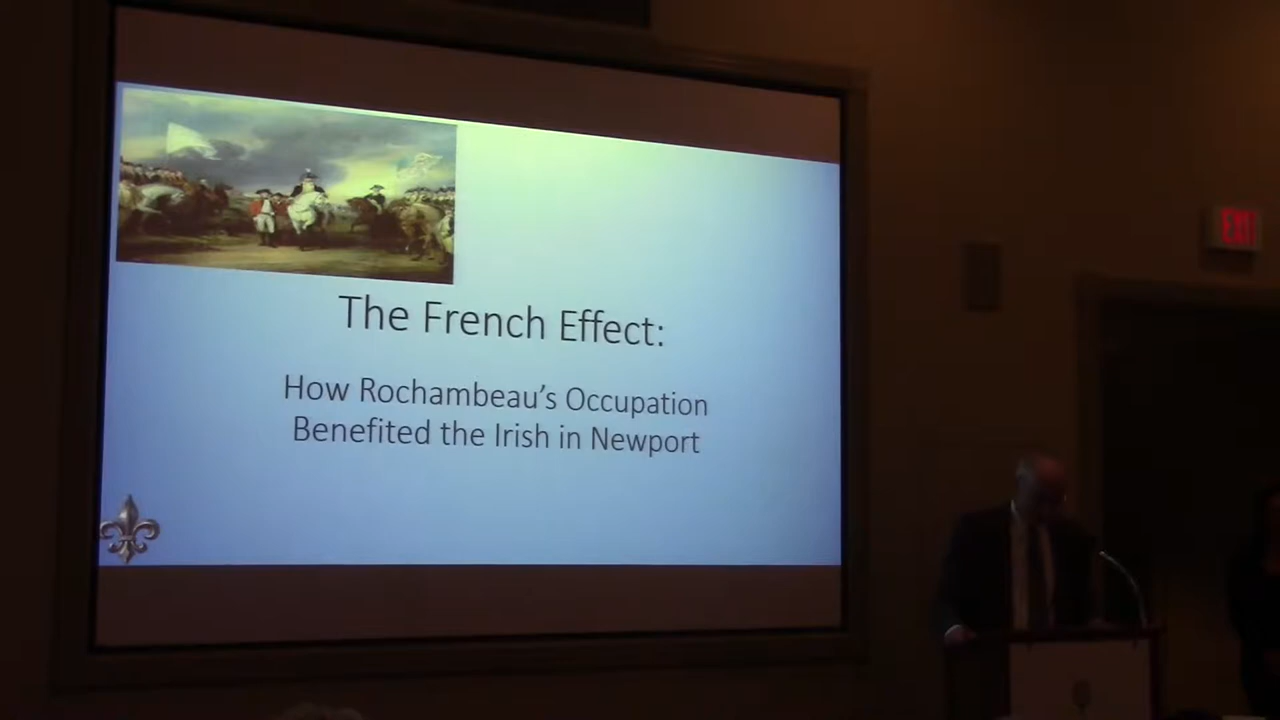 The French Effect:
How Rochambeau's Occupation
Benefited the Irish in Newport
EXIT